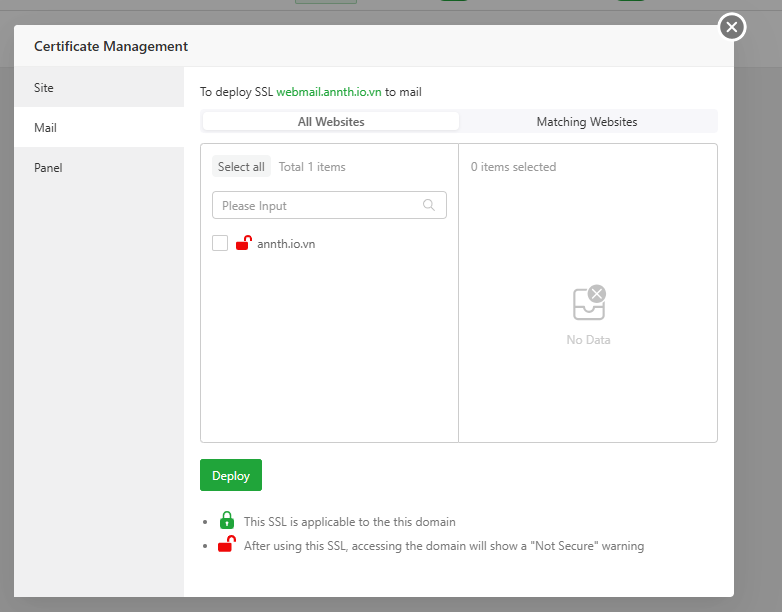 Certificate Management
Site
Mail
Panel
To deploy SSL webmail.annth.io.vn to mail
All Websites
Matching Websites
Select all
Total 1 items
0 items selected
Please Input
annth.io.vn
No Data
Deploy
This SSL is applicable to the this domain
After using this SSL, accessing the domain will show a "Not Secure" warning